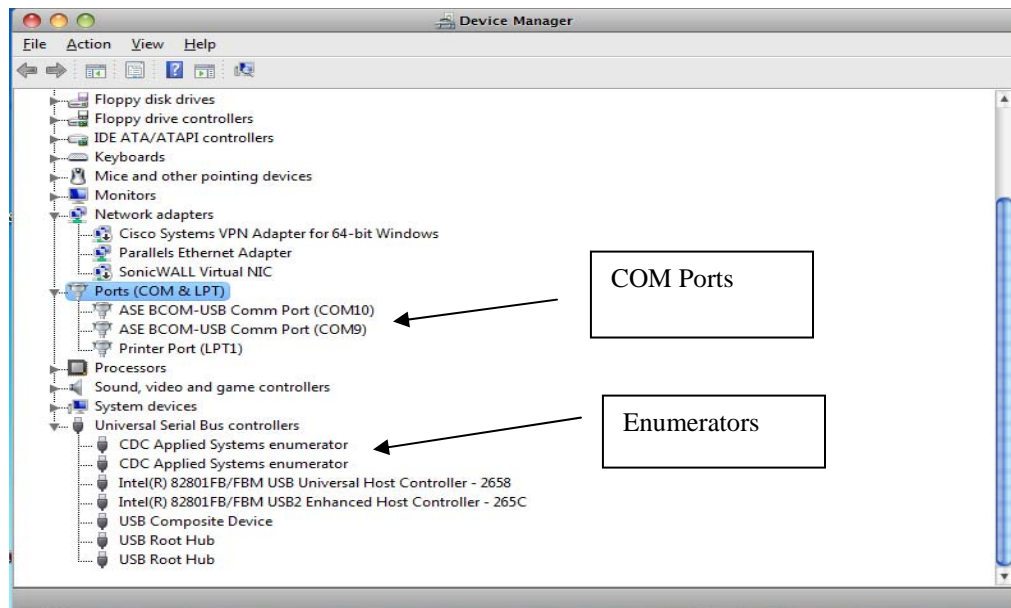 Device Manager
File Action View Help
Floppy disk drives
Floppy drive controllers
IDE ATA/ATAPI controllers
Keyboards
Mice and other pointing devices
Monitors
Network adapters
Cisco Systems VPN Adapter for 64-bit Windows
Parallels Ethernet Adapter
SonicWALL Virtual NIC
Ports (COM & LPT)
ASE BCOM-USB Comm Port (COM10)
ASE BCOM-USB Comm Port (COM9)
Printer Port (LPT1)
Processors
Sound, video and game controllers
System devices
Universal Serial Bus controllers
CDC Applied Systems enumerator
CDC Applied Systems enumerator
Intel(R) 82801FB/FBM USB Universal Host Controller - 2658
Intel(R) 82801FB/FBM USB2 Enhanced Host Controller - 265C
USB Composite Device
USB Root Hub
USB Root Hub
COM Ports
Enumerators